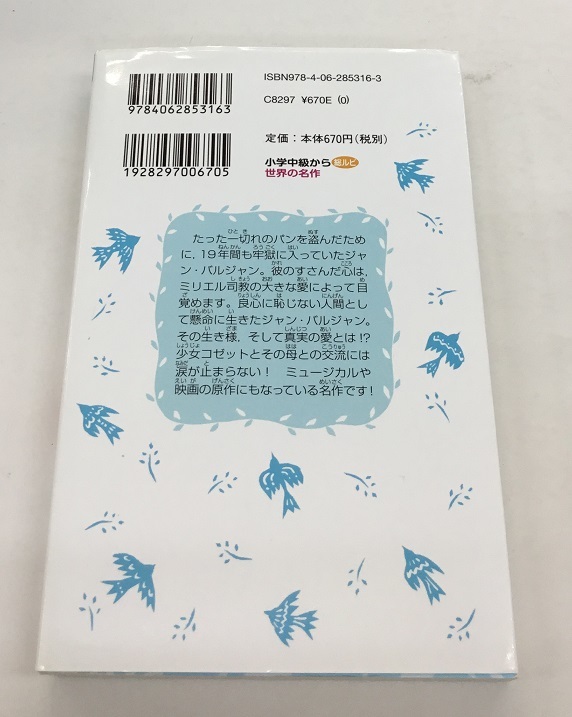 ISBN978-4-06-285316-3
9784062853163
C8297 ¥670E (0)
定価：本体670円（税別）
1928297006705
小学中級から 総ルビ
世界の名作
たった一切れのパンを盗んだため
に、19年間も牢獄に入っていたジャ
ン・バルジャン。彼のすさんだ心は、
ミリエル司教の大きな愛によって目
覚めます。良心に恥じない人間とし
て懸命に生きたジャン・バルジャン。
その生き様、そして真実の愛とは!?
少女コゼットとその母との交流には
涙が止まらない！ ミュージカルや
映画の原作にもなっている名作です！